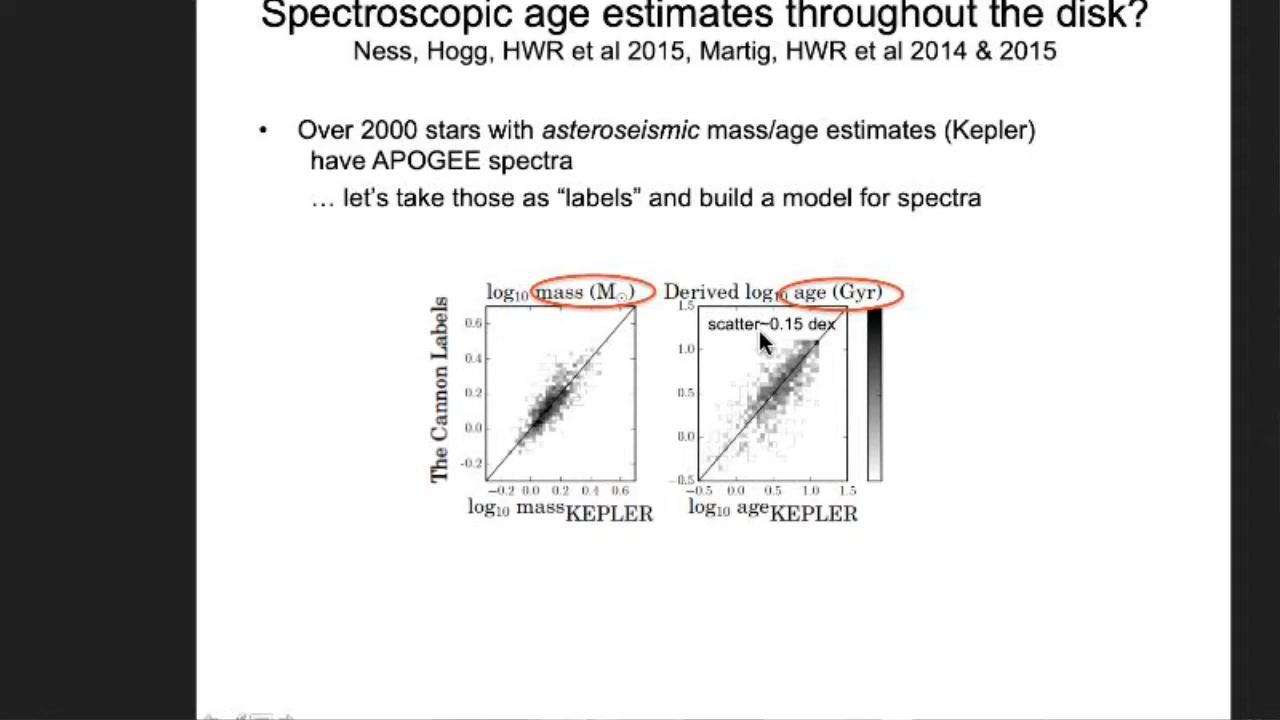 Spectroscopic age estimates throughout the disk?
Ness, Hogg, HWR et al 2015, Martig, HWR et al 2014 & 2015
• Over 2000 stars with asteroseismic mass/age estimates (Kepler)
have APOGEE spectra
… let's take those as “labels” and build a model for spectra
log₁₀ mass (M☉)
Derived log₁₀ age (Gyr)
The Cannon Labels
0.6
0.4
0.2
0.0
-0.2
−0.2 0.0 0.2 0.4 0.6
log₁₀ mass KEPLER
scatter~0.15 dex
1.5
1.0
0.5
0.0
−0.5
−0.5 0.0 0.5 1.0 1.5
log₁₀ age KEPLER